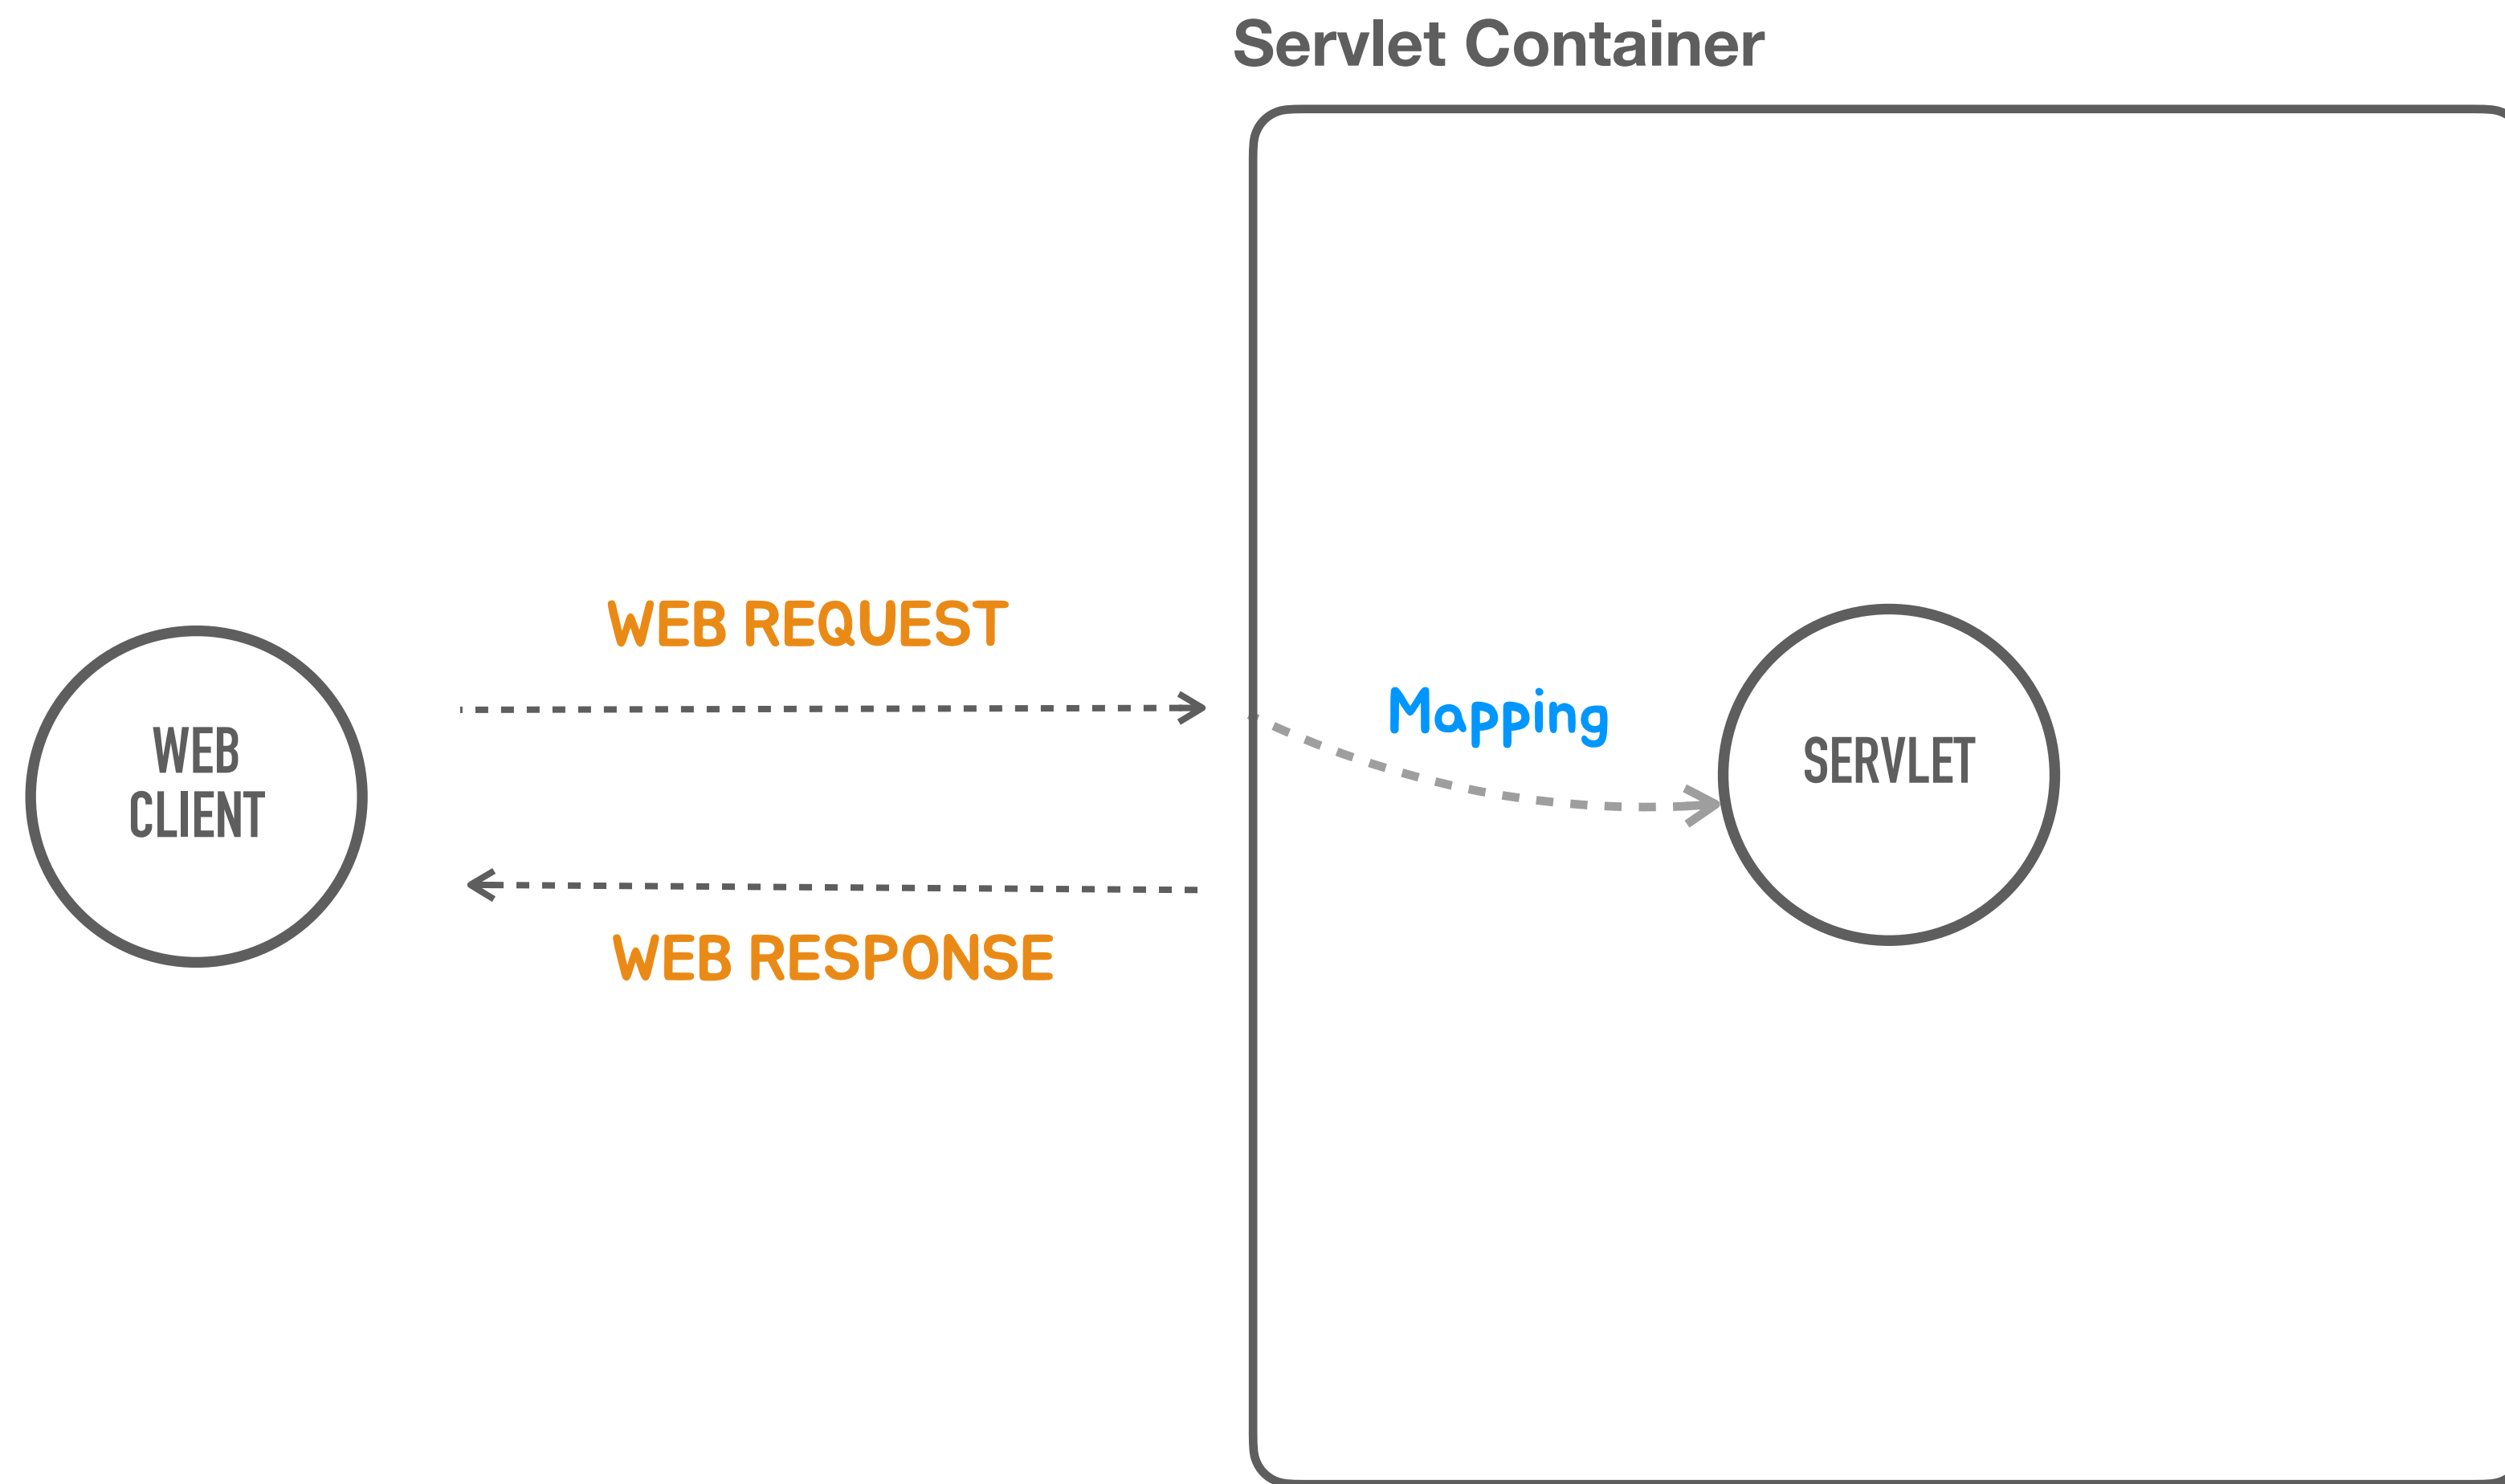 Servlet Container
WEB REQUEST
Mapping
WEB
CLIENT
SERVLET
WEB RESPONSE